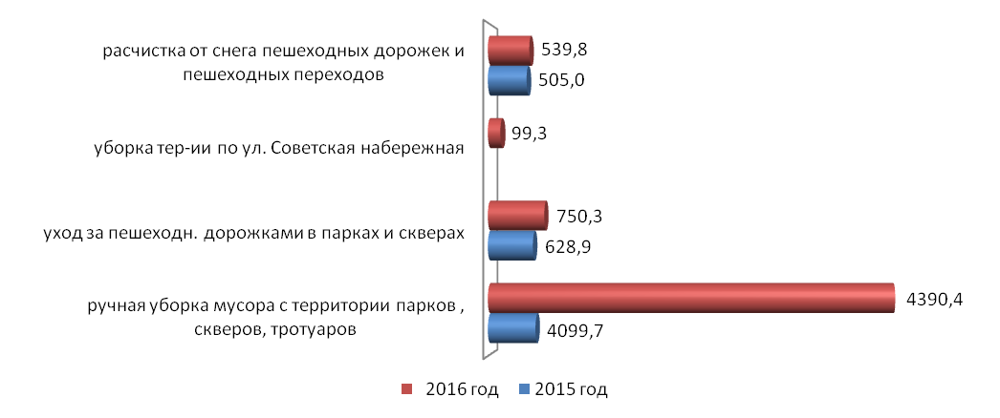 расчистка от снега пешеходных дорожек и
пешеходных переходов
539,8
505,0
уборка тер-ии по ул. Советская набережная
99,3
уход за пешеходн. дорожками в парках и скверах
750,3
628,9
ручная уборка мусора с территории парков ,
скверов, тротуаров
4390,4
4099,7
2016 год
2015 год